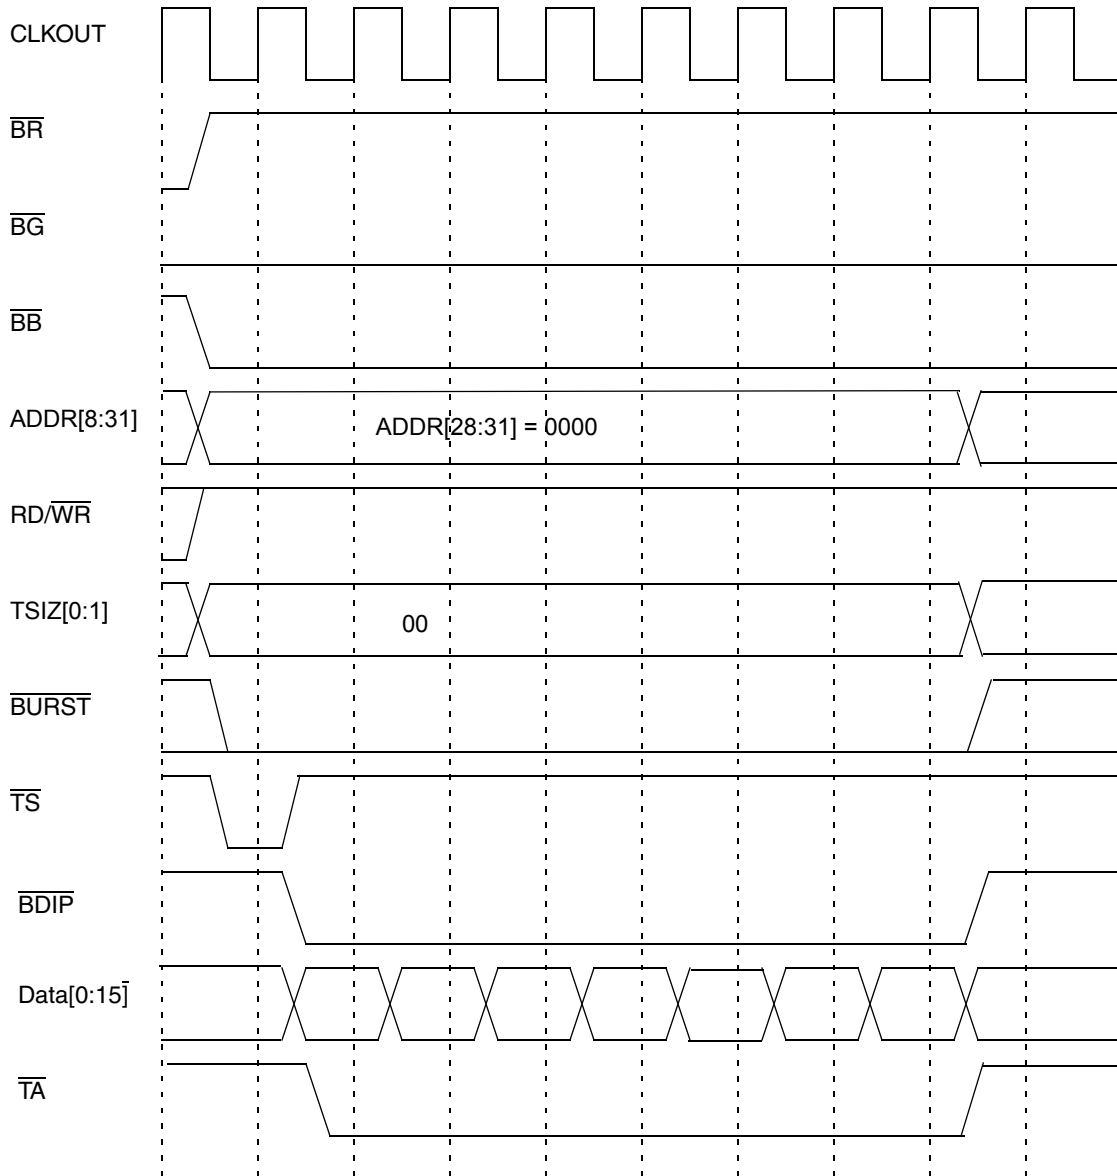 CLKOUT
BR
BG
BB
ADDR[8:31]
ADDR[28:31] = 0000
RD/WR
TSIZ[0:1]
00
BURST
TS
BDIP
Data[0:15]
TA